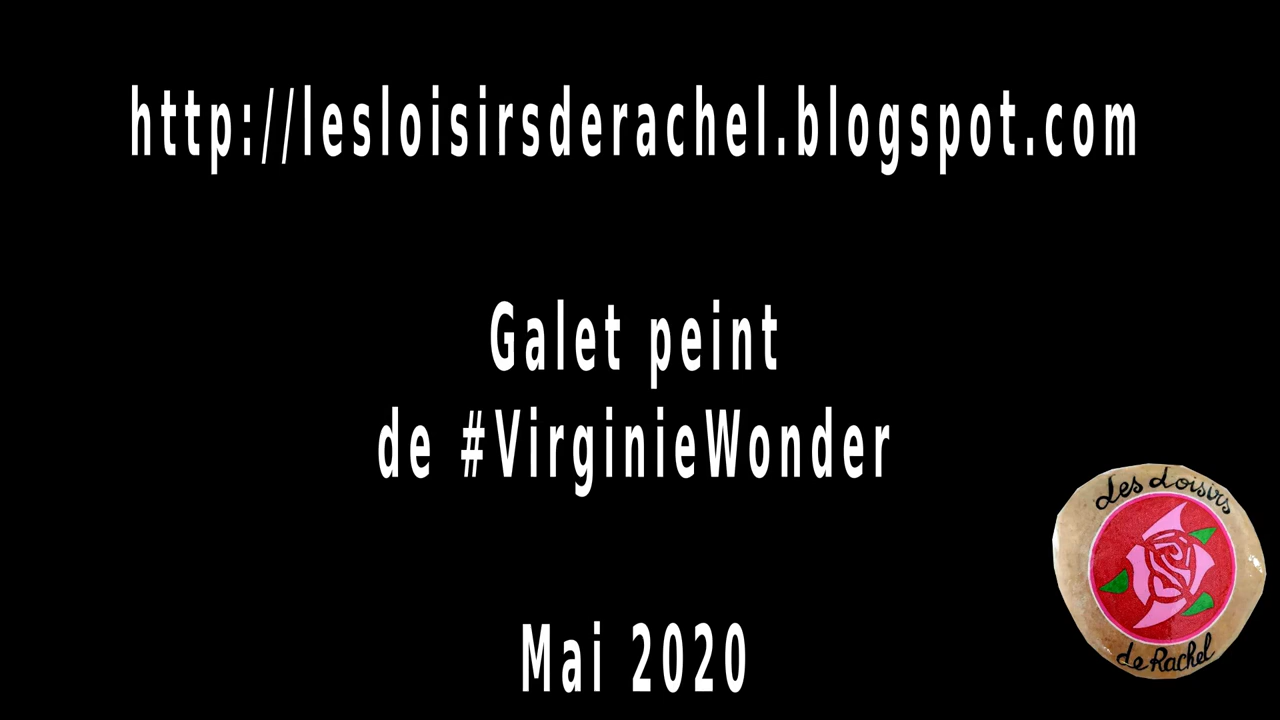 http://lesloisirsderachel.blogspot.com
Galet peint
de #VirginieWonder
Mai 2020
Les Loisirs
de Rachel